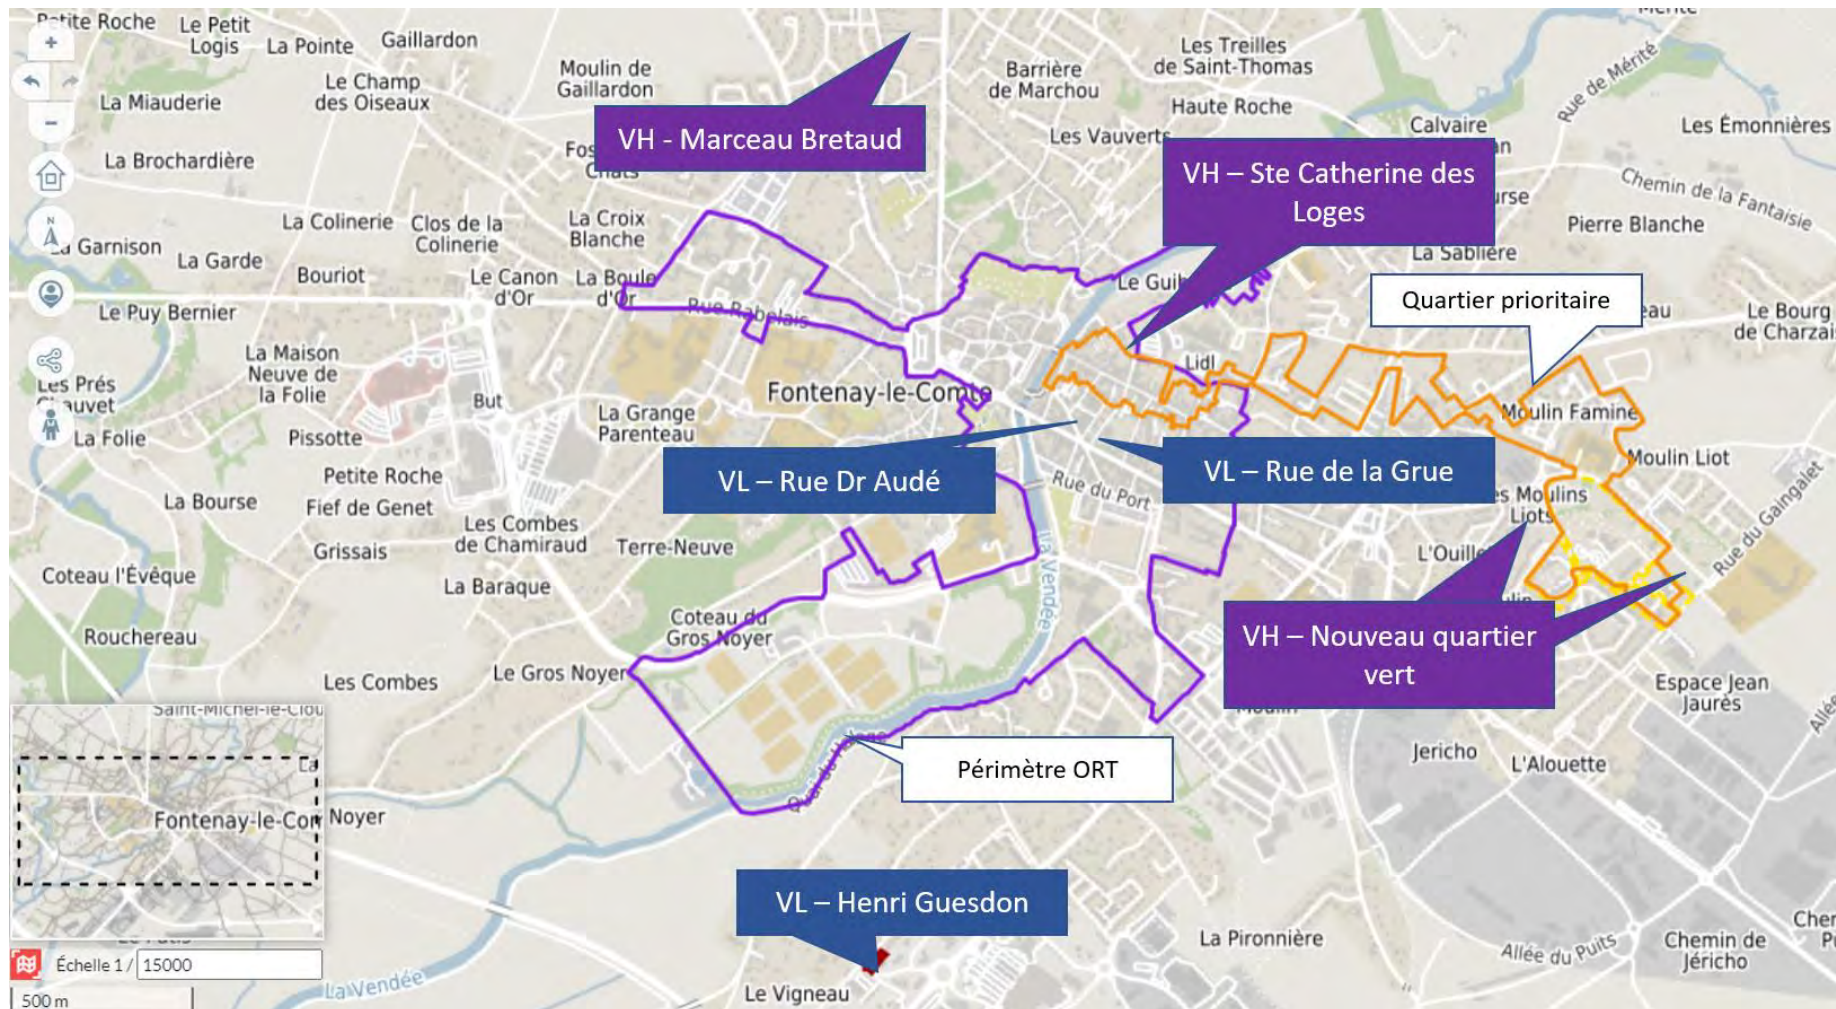 Petite Roche
Le Petit
Logis
La Pointe
Gaillardon
Le Champ
des Oiseaux
La Miauderie
Moulin de
Gaillardon
Barrière
de Marchou
Les Treilles
de Saint-Thomas
Haute Roche
Rue de Mérité
Les Vauverts
Calvaire
Les Émonnières
VH - Marceau Bretaud
La Brochardière
VH – Ste Catherine des
Loges
Chemin de la Fantaisie
Pierre Blanche
La Sablière
La Colinerie
Clos de la
Colinerie
La Croix
Blanche
La Garnison
La Garde
Bouriot
Le Canon
d'Or
La Boule
d'Or
Rue Rabelais
Quartier prioritaire
Le Puy Bernier
Le Bourg
La Maison
Neuve de
la Folie
Lidl
Fontenay-le-Comte
Les Prés
But
La Grange
Parenteau
Moulin Famine
La Folie
Pissotte
Moulin Liot
VL – Rue Dr Audé
VL – Rue de la Grue
Petite Roche
Rue du Port
La Bourse
Fief de Genet
Les Moulins
Liots
Rue du Gaingalet
Les Combes
de Chamiraud
Grissais
Terre-Neuve
La Vendée
Coteau l'Évêque
La Baraque
Coteau du
Gros Noyer
Rouchereau
VH – Nouveau quartier
vert
Les Combes
Le Gros Noyer
Espace Jean
Jaurès
Jericho
L'Alouette
Périmètre ORT
Noyer
VL – Henri Guesdon
La Pironnière
Allée du Puits
Chemin de
Jéricho
Le Vigneau
La Vendée
Échelle 1 / 15000
500 m